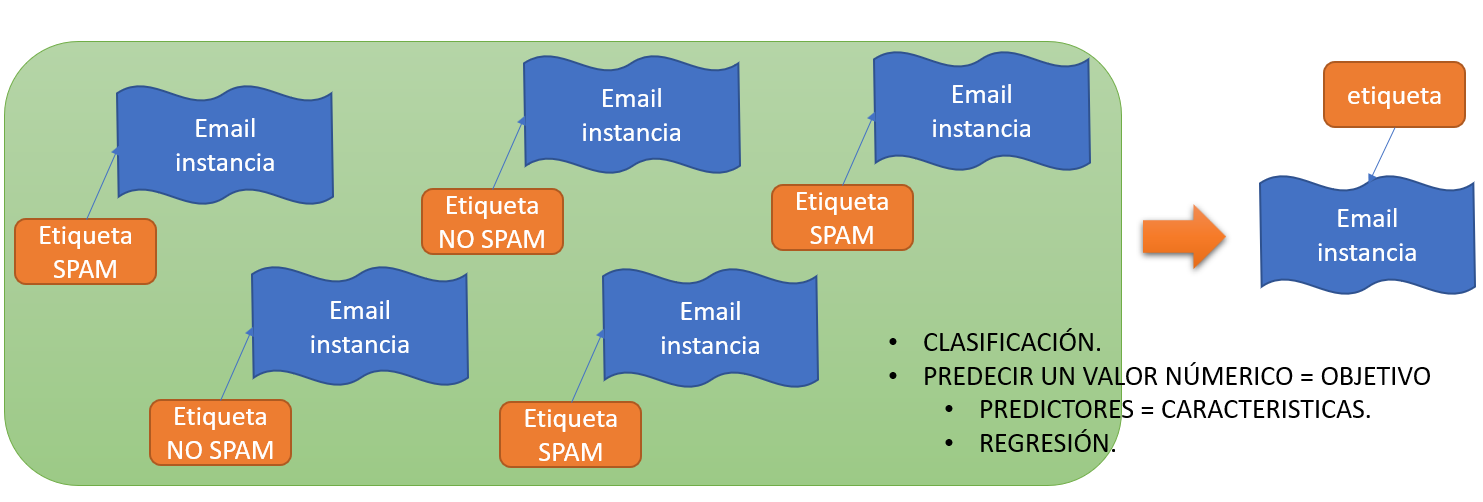 Email
instancia
Etiqueta
SPAM
Email
instancia
Etiqueta
NO SPAM
Email
instancia
Etiqueta
SPAM
Email
instancia
Etiqueta
NO SPAM
Email
instancia
Etiqueta
SPAM
• CLASIFICACIÓN.
• PREDECIR UN VALOR NÚMERICO = OBJETIVO
• PREDICTORES = CARACTERISTICAS.
• REGRESIÓN.
etiqueta
Email
instancia